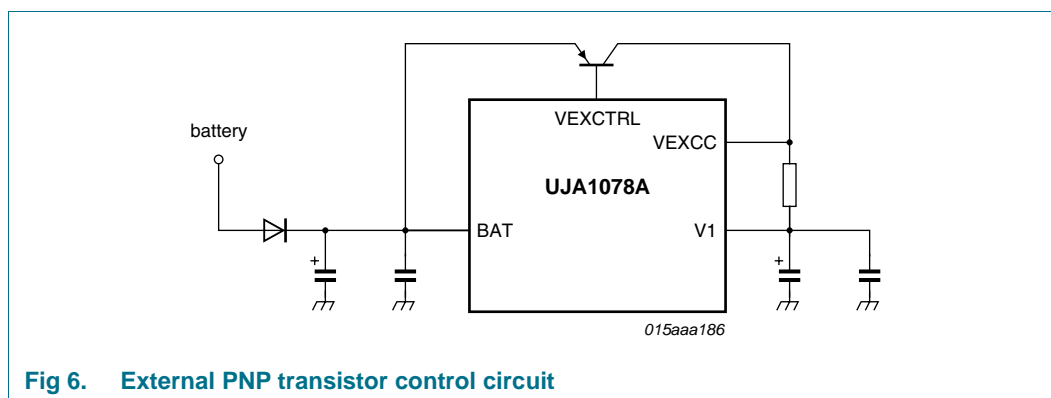 battery
VEXCTRL
VEXCC
UJA1078A
BAT
V1
+
+
015aaa186
Fig 6. External PNP transistor control circuit